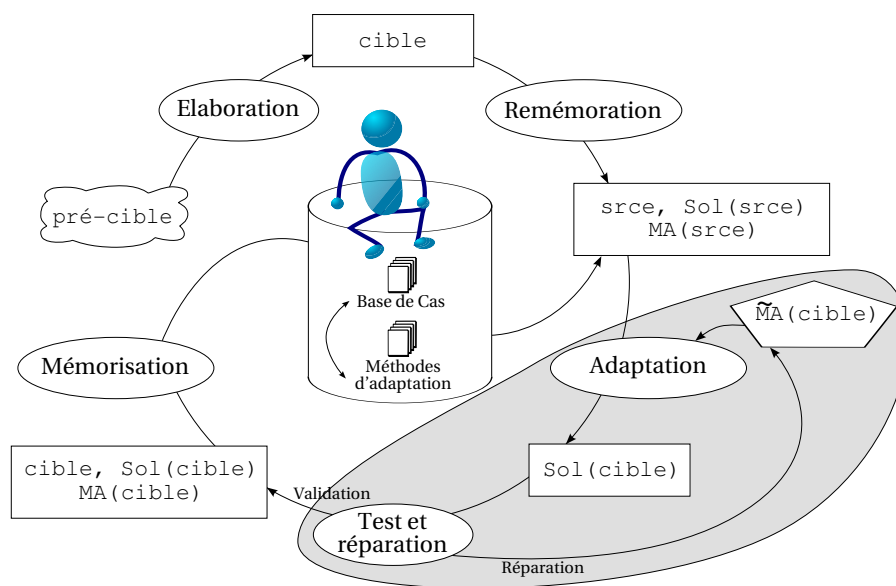 cible
Elaboration
Remémoration
pré-cible
srce, Sol(srce)
MA(srce)
Base de Cas
M̃A(cible)
Mémorisation
Méthodes
d'adaptation
Adaptation
cible, Sol(cible)
MA(cible)
Sol(cible)
Validation
Test et
réparation
Réparation